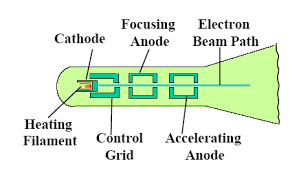 Cathode
Focusing
Anode
Electron
Beam Path
Heating
Filament
Control
Grid
Accelerating
Anode